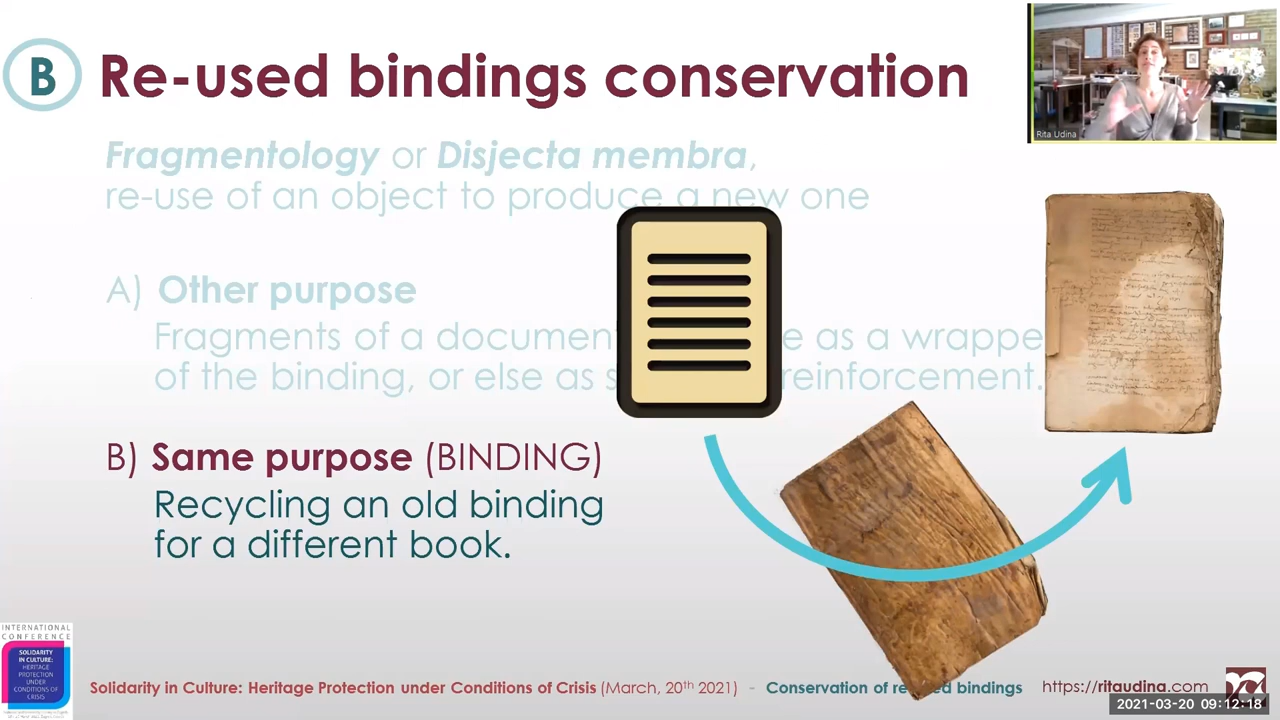 B Re-used bindings conservation
Rita Udina
Fragmentology or Disjecta membra,
re-use of an object to produce a new one
A) Other purpose
Fragments of a documen e as a wrappe
of the binding, or else as s reinforcement.
B) Same purpose (BINDING)
Recycling an old binding
for a different book.
INTERNATIONAL
CONFERENCE
SOLIDARITY
IN CULTURE:
HERITAGE
PROTECTION
UNDER
CONDITIONS OF
CRISIS
Solidarity in Culture: Heritage Protection under Conditions of Crisis (March, 20th 2021) - Conservation of re-used bindings https://ritaudina.com
2021-03-20 09:12:18